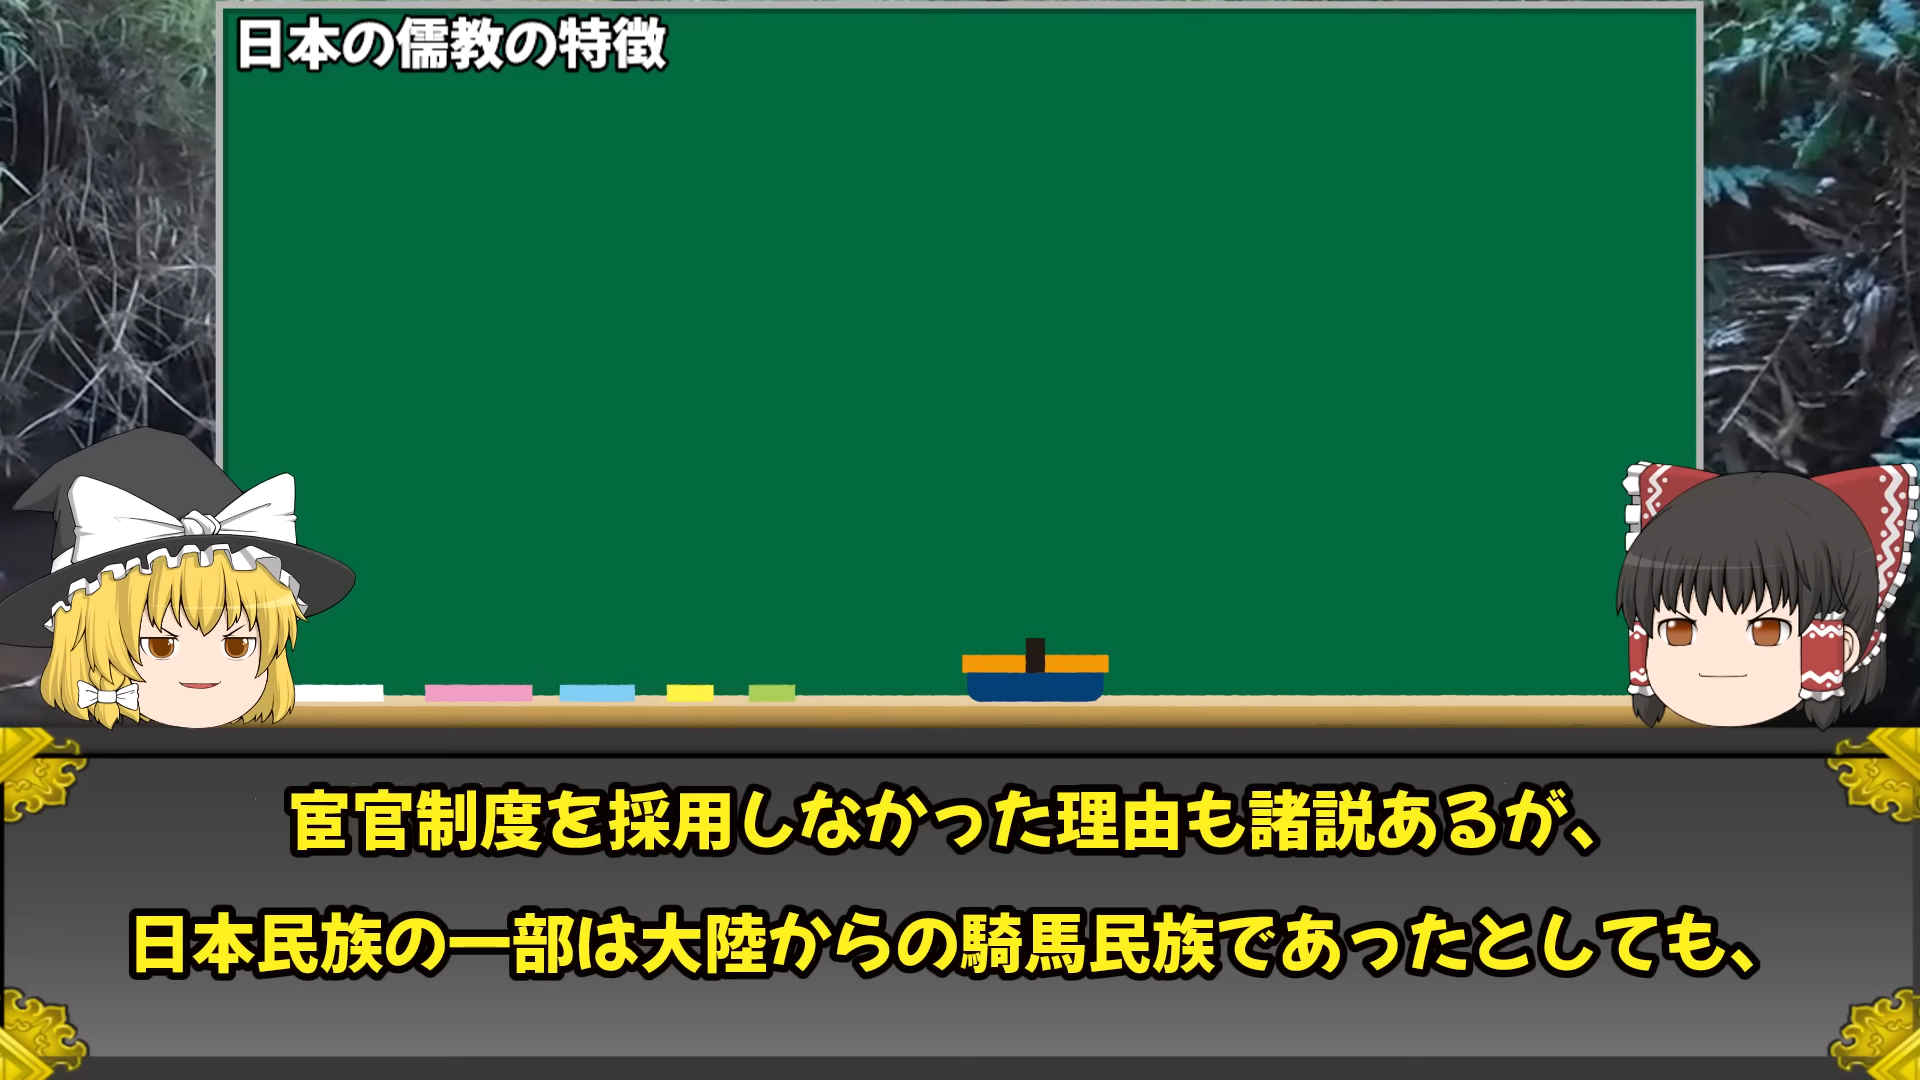 日本の儒教の特徴
宦官制度を採用しなかった理由も諸説あるが、
日本民族の一部は大陸からの騎馬民族であったとしても、